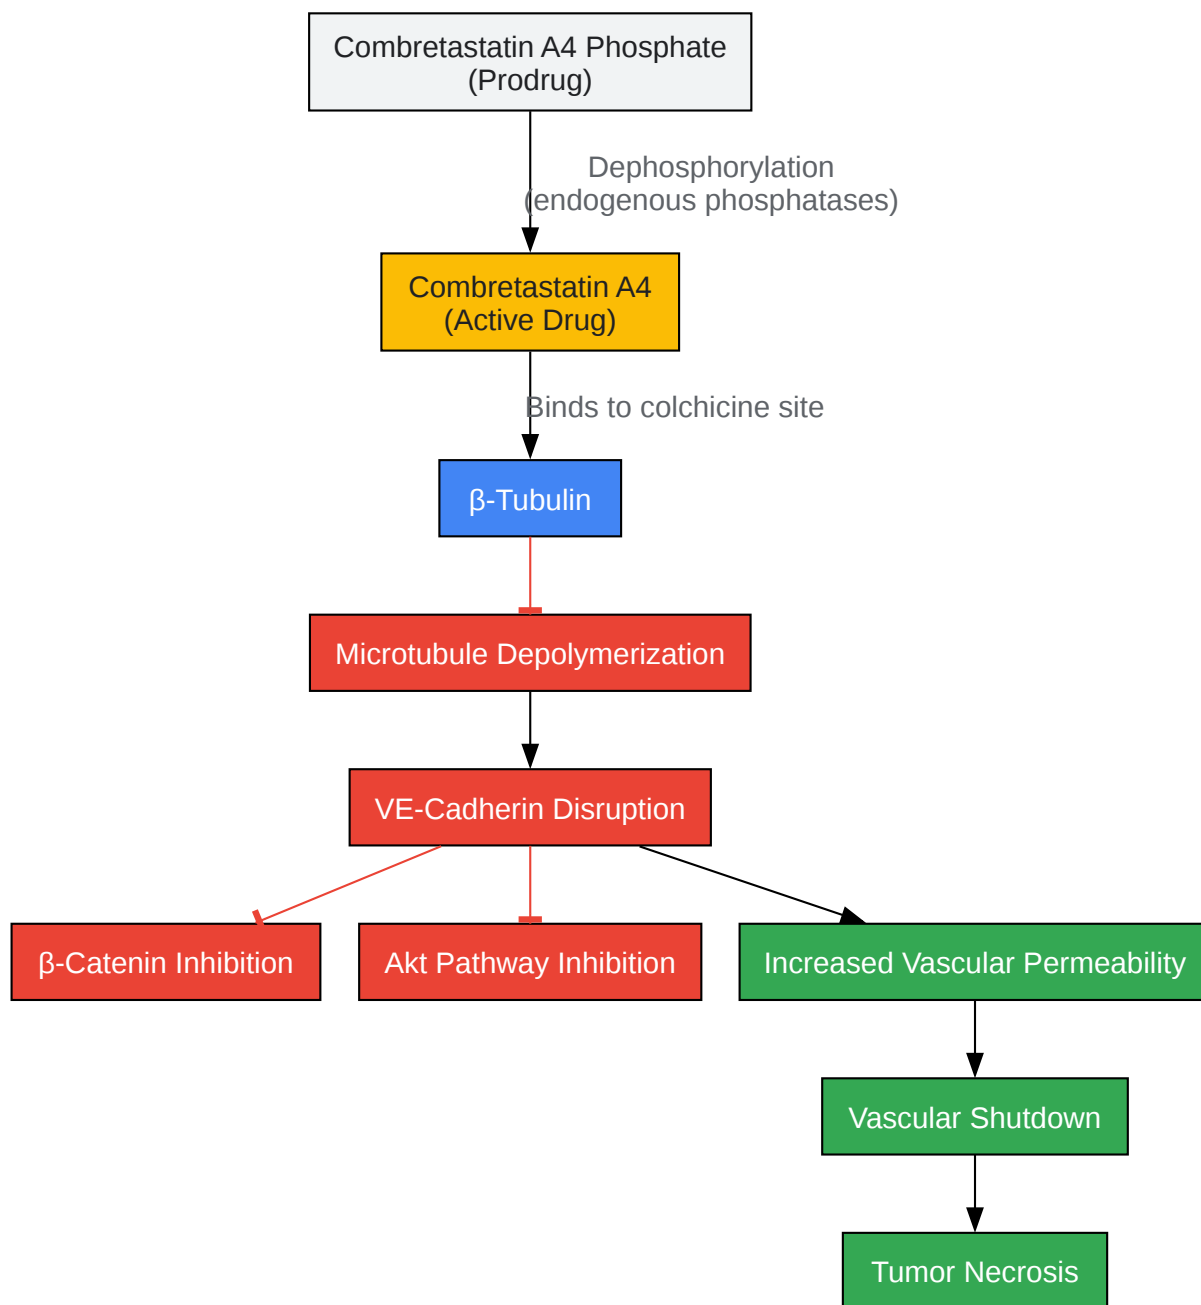 Combretastatin A4 Phosphate
(Prodrug)
Dephosphorylation
(endogenous phosphatases)
Combretastatin A4
(Active Drug)
Binds to colchicine site
β-Tubulin
Microtubule Depolymerization
VE-Cadherin Disruption
β-Catenin Inhibition
Akt Pathway Inhibition
Increased Vascular Permeability
Vascular Shutdown
Tumor Necrosis